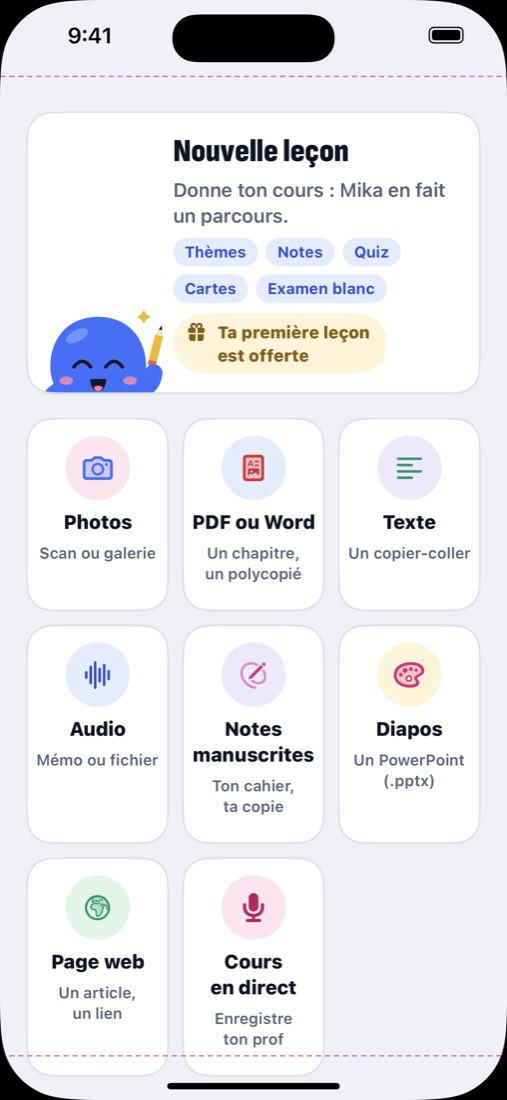 9:41
Nouvelle leçon
Donne ton cours : Mika en fait
un parcours.
Thèmes
Notes
Quiz
Cartes
Examen blanc
Ta première leçon
est offerte
Photos
Scan ou galerie
PDF ou Word
Un chapitre,
un polycopié
Texte
Un copier-coller
Audio
Mémo ou fichier
Notes
manuscrites
Ton cahier,
ta copie
Diapos
Un PowerPoint
(.pptx)
Page web
Un article,
un lien
Cours
en direct
Enregistre
ton prof